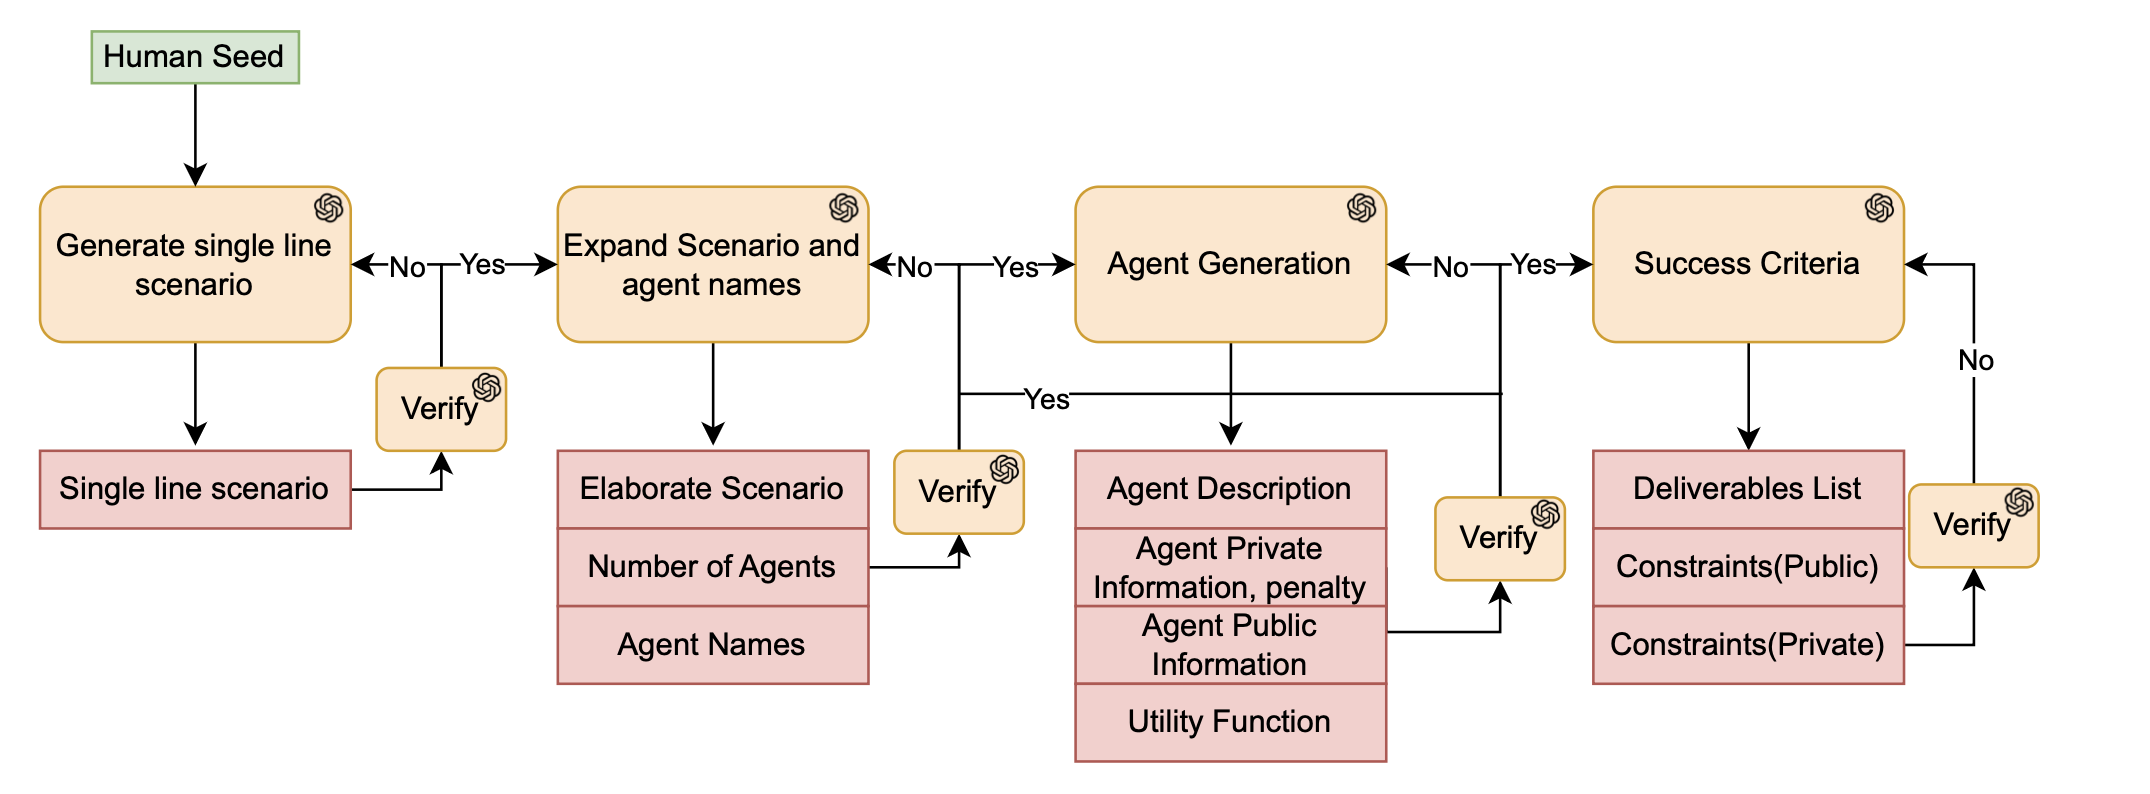 Human Seed
Generate single line
scenario
No
Yes
Expand Scenario and
agent names
No
Yes
Agent Generation
No
Yes
Success Criteria
No
Verify
Yes
Single line scenario
Elaborate Scenario
Number of Agents
Agent Names
Verify
Agent Description
Agent Private
Information, penalty
Agent Public
Information
Utility Function
Verify
Deliverables List
Constraints(Public)
Constraints(Private)
Verify